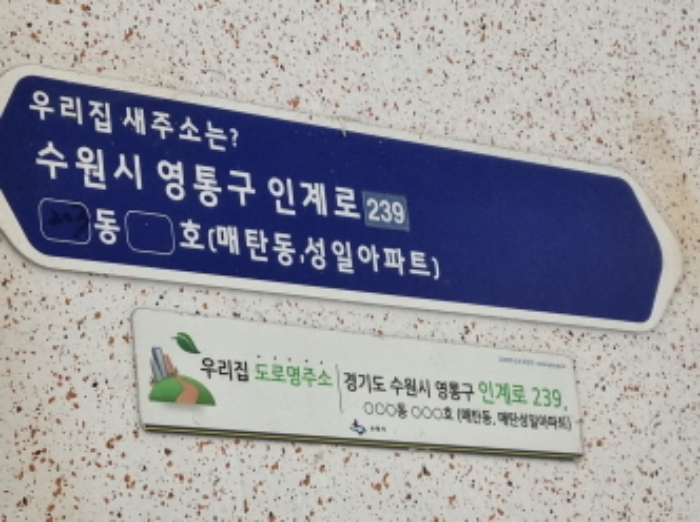 우리집 새주소는?
수원시 영통구 인계로 239
동 호(매탄동,성일아파트)
우리집 도로명주소
경기도 수원시 영통구 인계로 239,
○○○동 ○○○호 (매탄동, 매탄성일아파트)
수원시